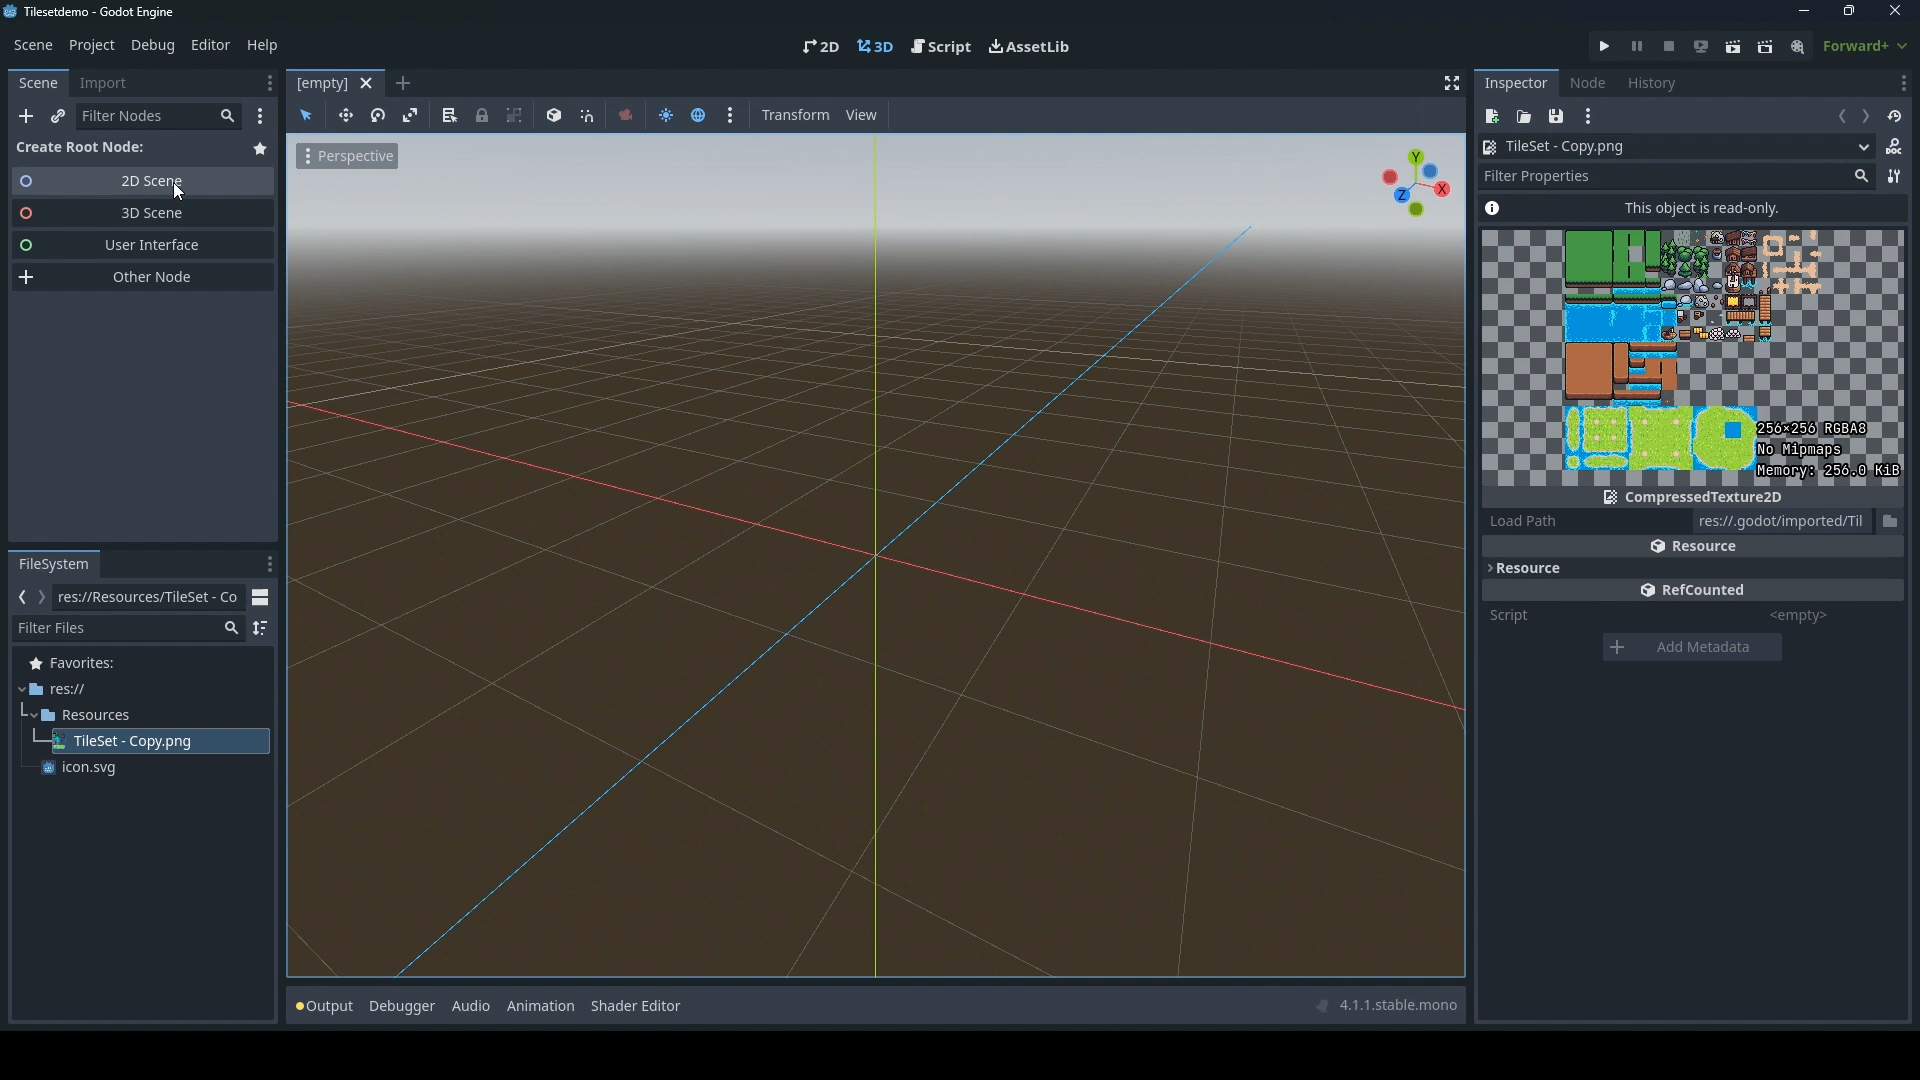 Tilesetdemo - Godot Engine
Scene Project Debug Editor Help
2D 3D Script AssetLib
Forward+
Scene Import
Filter Nodes
Create Root Node:
2D Scene
3D Scene
User Interface
Other Node
FileSystem
res://Resources/TileSet - Co
Filter Files
Favorites:
res://
Resources
TileSet - Copy.png
icon.svg
[empty]
Transform View
Perspective
Y
X
Z
Output Debugger Audio Animation Shader Editor
4.1.1.stable.mono
Inspector Node History
TileSet - Copy.png
DOC
Filter Properties
This object is read-only.
256×256 RGBA8
No Mipmaps
Memory: 256.0 KiB
CompressedTexture2D
Load Path res://.godot/imported/Til
Resource
Resource
RefCounted
Script <empty>
Add Metadata